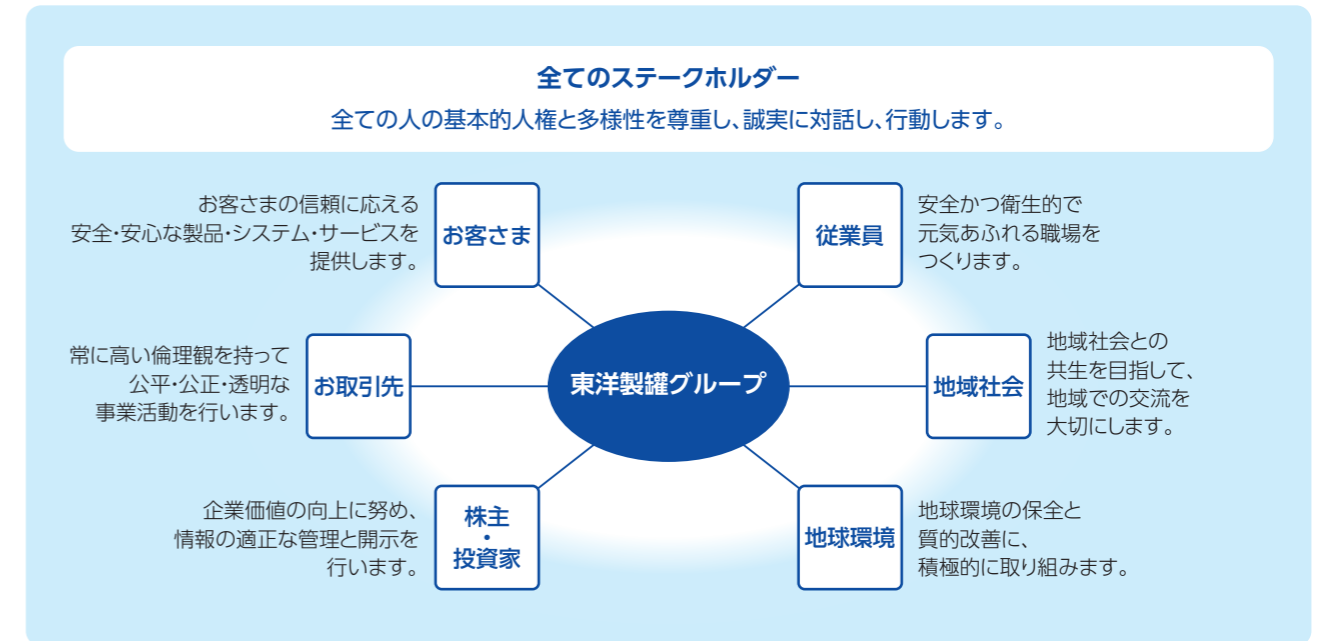 全てのステークホルダー
全ての人の基本的人権と多様性を尊重し、誠実に対話し、行動します。
お客さまの信頼に応える
安全・安心な製品・システム・サービスを
提供します。
お客さま
従業員
安全かつ衛生的で
元気あふれる職場を
つくります。
常に高い倫理観を持って
公平・公正・透明な
事業活動を行います。
お取引先
東洋製罐グループ
地域社会
地域社会との
共生を目指して、
地域での交流を
大切にします。
企業価値の向上に努め、
情報の適正な管理と開示を
行います。
株主
・
投資家
地球環境
地球環境の保全と
質的改善に、
積極的に取り組みます。